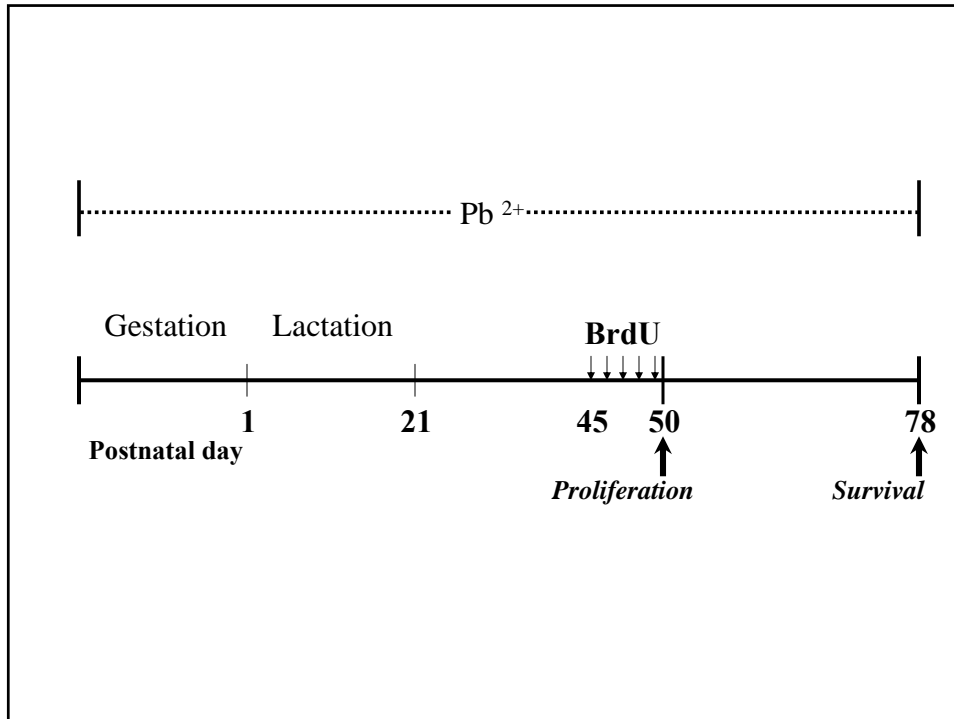 Pb 2+
Gestation Lactation BrdU
1 21 45 50 78
Postnatal day
Proliferation Survival